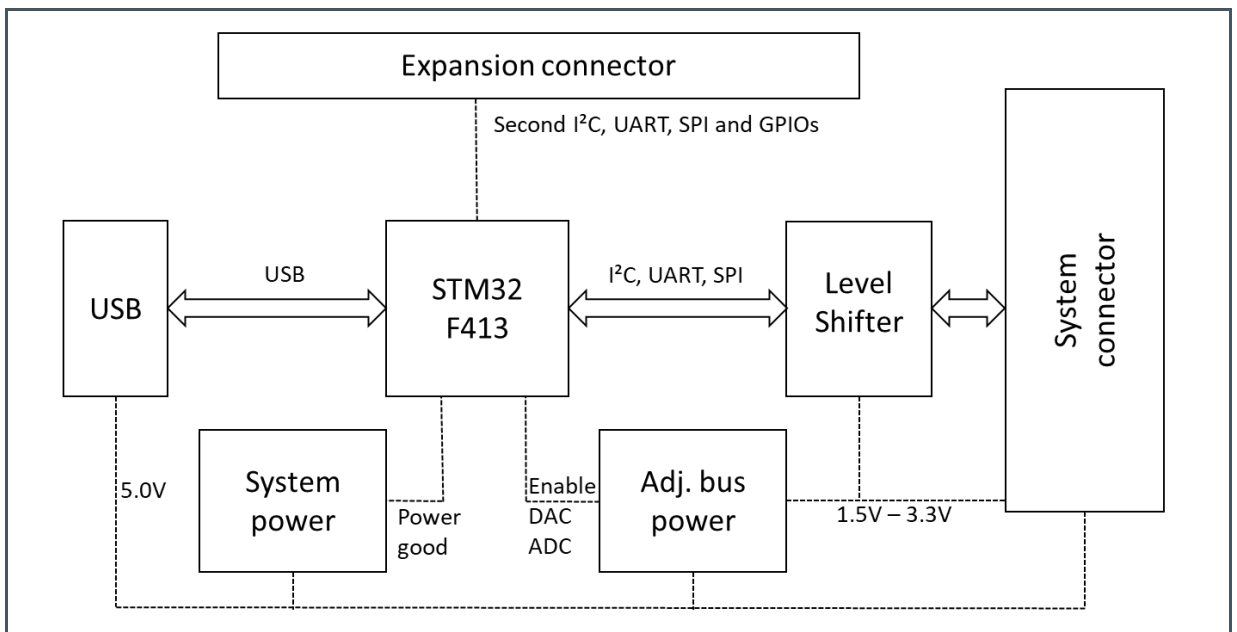 Expansion connector
Second I²C, UART, SPI and GPIOs
USB
USB
STM32
F413
I²C, UART, SPI
Level
Shifter
System
connector
5.0V
System
power
Power
good
Enable
DAC
ADC
Adj. bus
power
1.5V – 3.3V